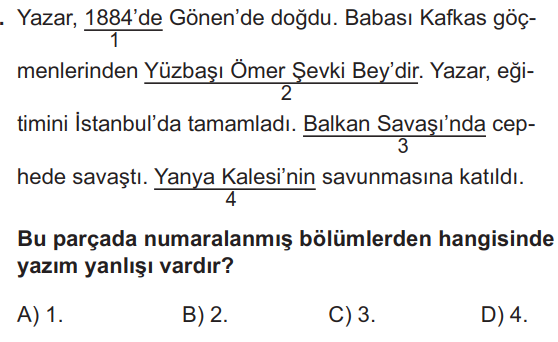 . Yazar, 1884’de Gönen’de doğdu. Babası Kafkas göç-
1
menlerinden Yüzbaşı Ömer Şevki Bey’dir. Yazar, eği-
2
timini İstanbul’da tamamladı. Balkan Savaşı’nda cep-
3
hede savaştı. Yanya Kalesi’nin savunmasına katıldı.
4
Bu parçada numaralanmış bölümlerden hangisinde
yazım yanlışı vardır?
A) 1. B) 2. C) 3. D) 4.